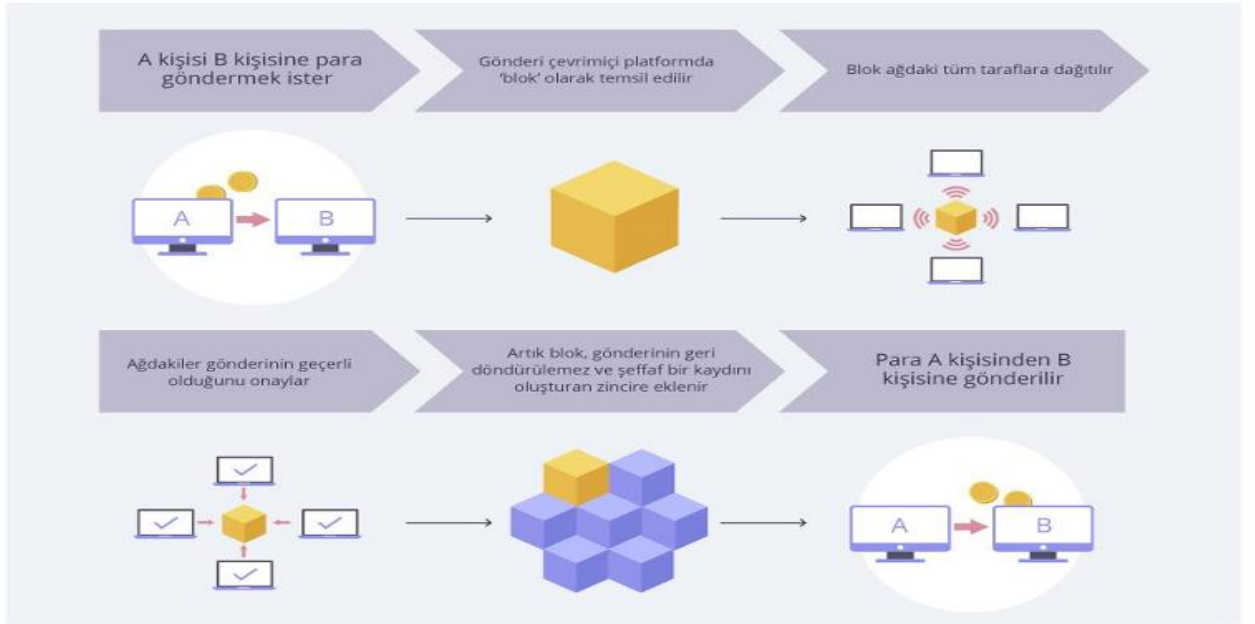 A kişisi B kişisine para
göndermek ister
Gönderi çevrimiçi platformda
‘blok’ olarak temsil edilir
Blok ağdaki tüm taraflara dağıtılır
A
B
Ağdakiler gönderinin geçerli
olduğunu onaylar
Artık blok, gönderinin geri
döndürülemez ve şeffaf bir kaydını
oluşturan zincire eklenir
Para A kişisinden B
kişisine gönderilir
A
B